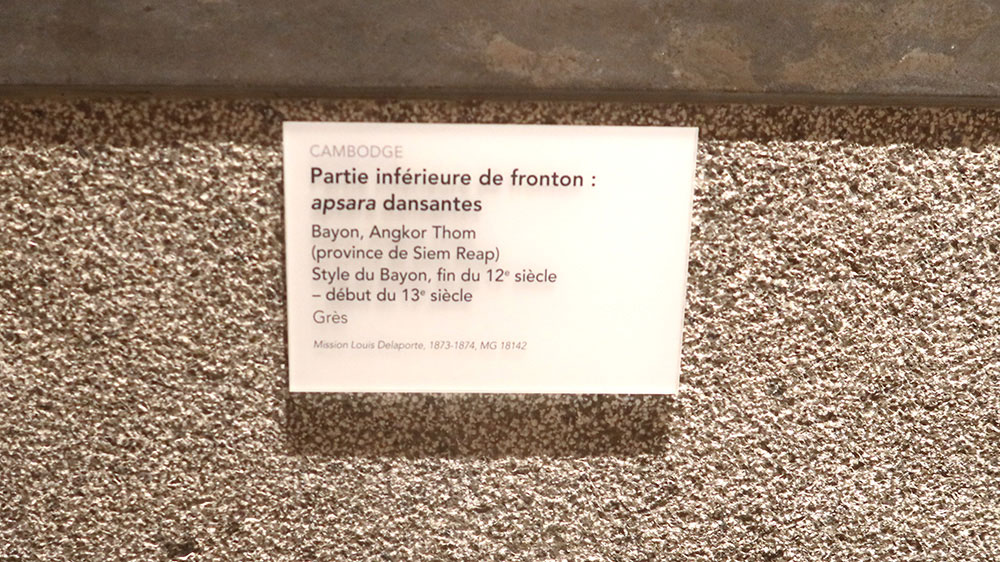 CAMBODGE
Partie inférieure de fronton :
apsara dansantes
Bayon, Angkor Thom
(province de Siem Reap)
Style du Bayon, fin du 12e siècle
– début du 13e siècle
Grès
Mission Louis Delaporte, 1873-1874, MG 18142